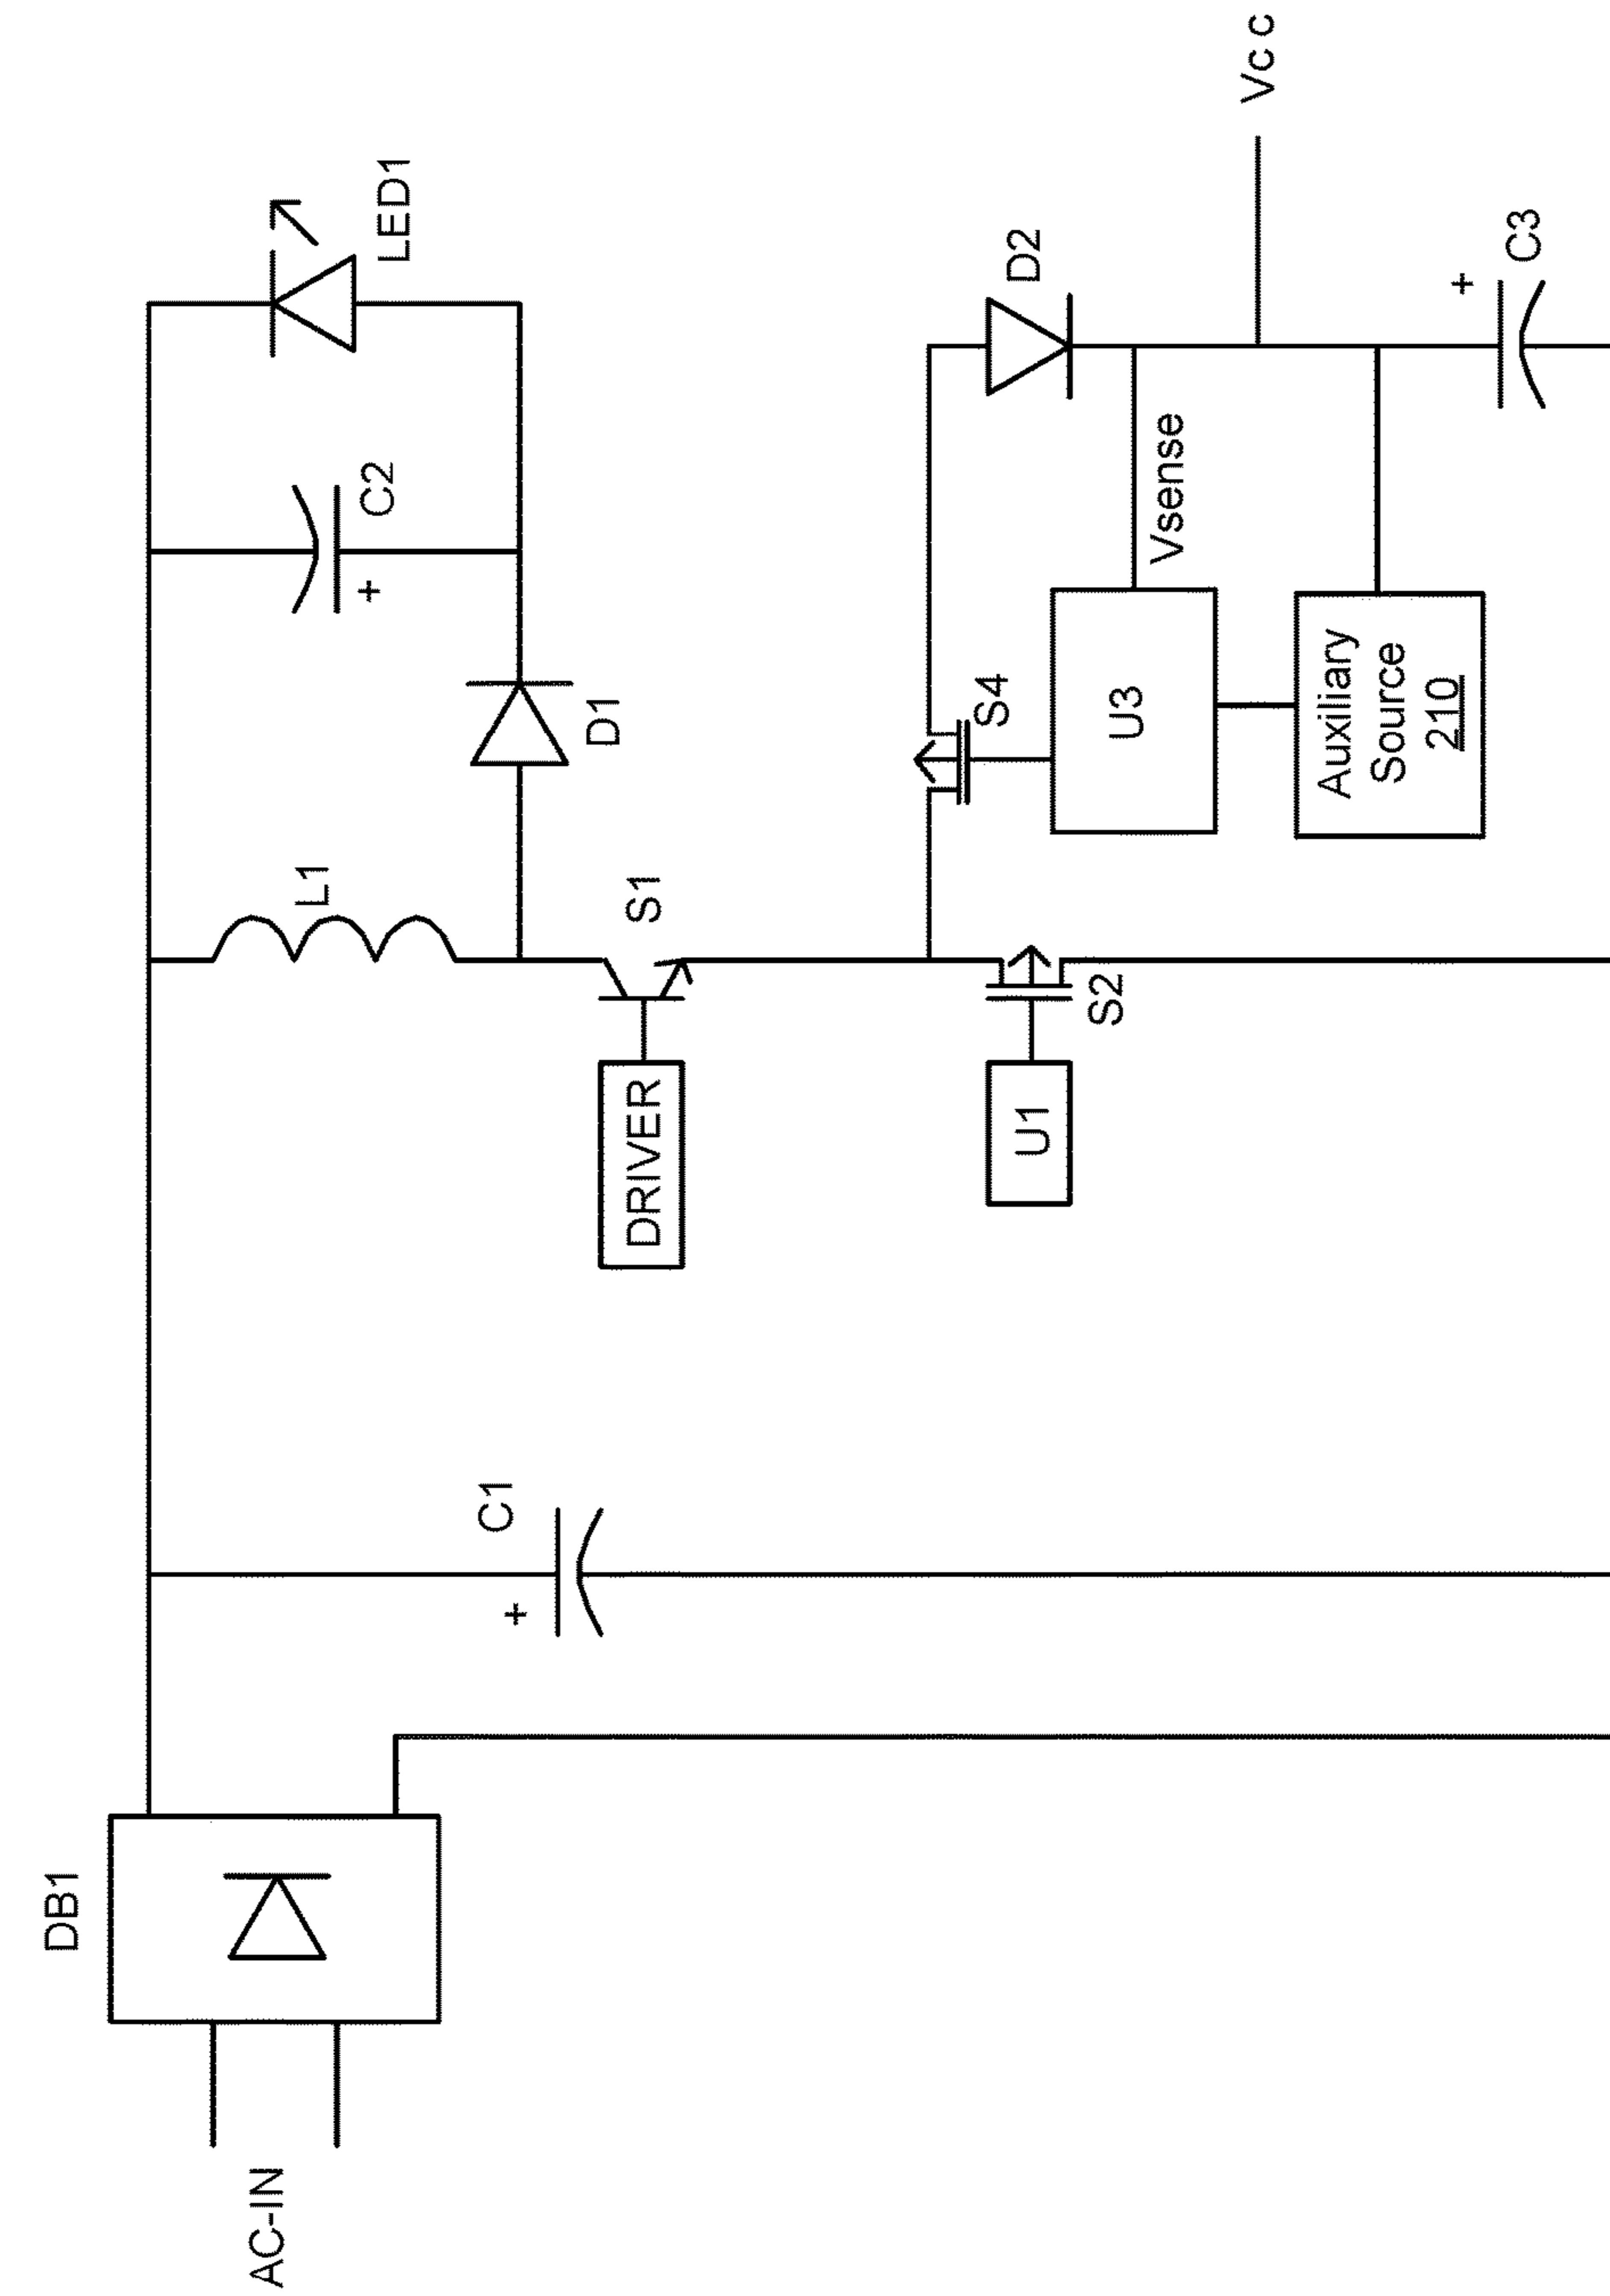 AC-IN
DB1
+
C1
L1
C2
+
LED1
D1
DRIVER
S1
U1
S2
S4
D2
U3
Vsense
Auxiliary
Source
210
Vcc
+
C3